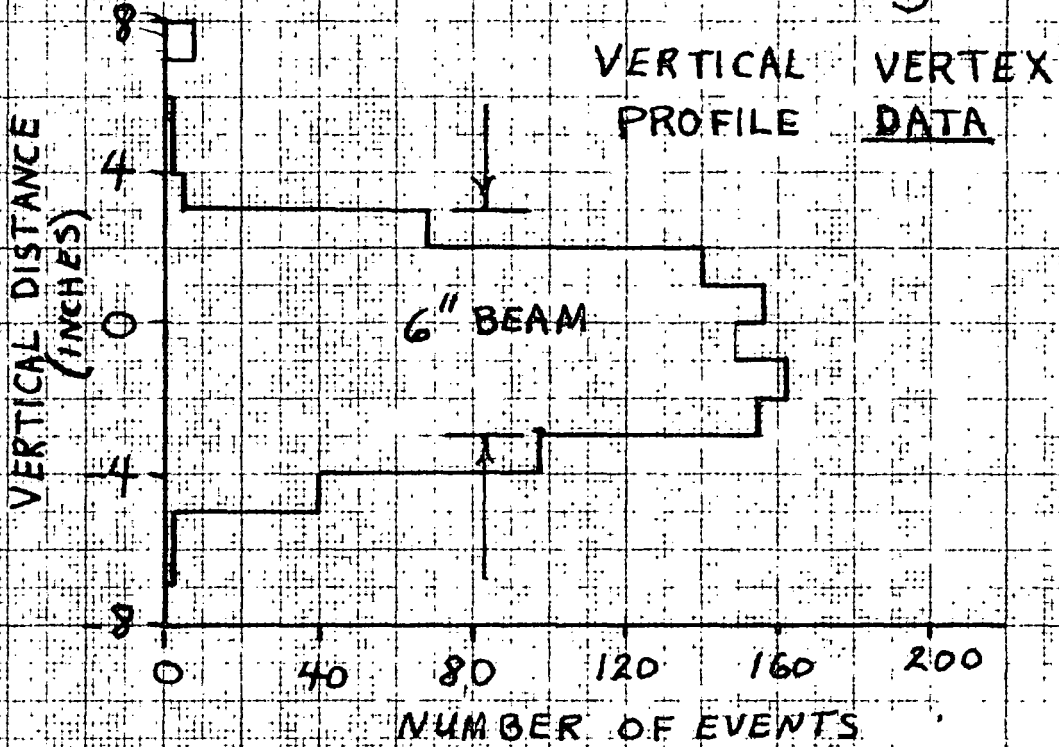 8
VERTICAL VERTEX
PROFILE DATA
4
VERTICAL DISTANCE
(INCHES)
0
6" BEAM
-4
-8
0 40 80 120 160 200
NUMBER OF EVENTS